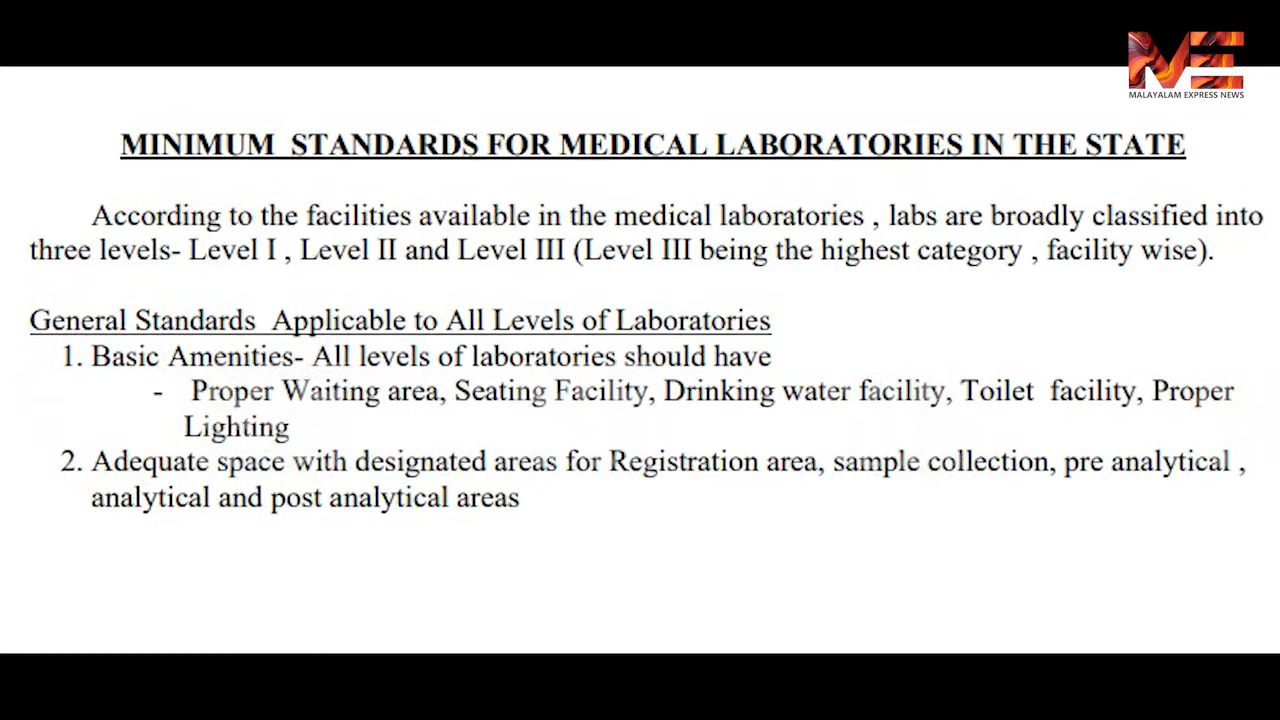 ME
MALAYALAM EXPRESS NEWS
MINIMUM STANDARDS FOR MEDICAL LABORATORIES IN THE STATE
According to the facilities available in the medical laboratories , labs are broadly classified into
three levels- Level I , Level II and Level III (Level III being the highest category , facility wise).
General Standards Applicable to All Levels of Laboratories
1. Basic Amenities- All levels of laboratories should have
- Proper Waiting area, Seating Facility, Drinking water facility, Toilet facility, Proper
Lighting
2. Adequate space with designated areas for Registration area, sample collection, pre analytical ,
analytical and post analytical areas